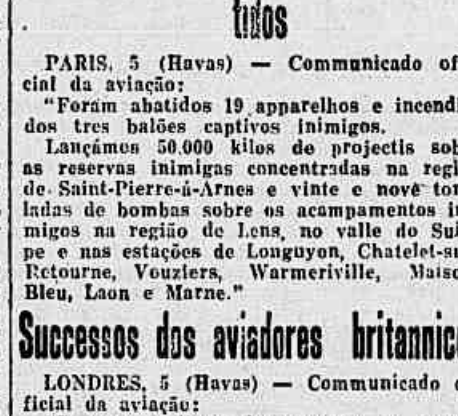 tidos
PARIS, 5 (Havas) — Communicado of
cial da aviação:
"Foram abatidos 19 apparelhos e incendi
dos tres balões captivos inimigos.
Lançámos 50.000 kilos de projectis sob
as reservas inimigas concentradas na regi
de Saint-Pierre-á-Arnes e vinte e nove ton
ladas de bombas sobre os acampamentos i
migos na região de Lens, no valle do Sui
pe e nas estações de Longuyon, Chatelet-su
Retourne, Vouziers, Warmeriville, Maiso
Bleu, Laon e Marne."
Successos dos aviadores britannico
LONDRES, 5 (Havas) — Communicado o
ficial da aviação: